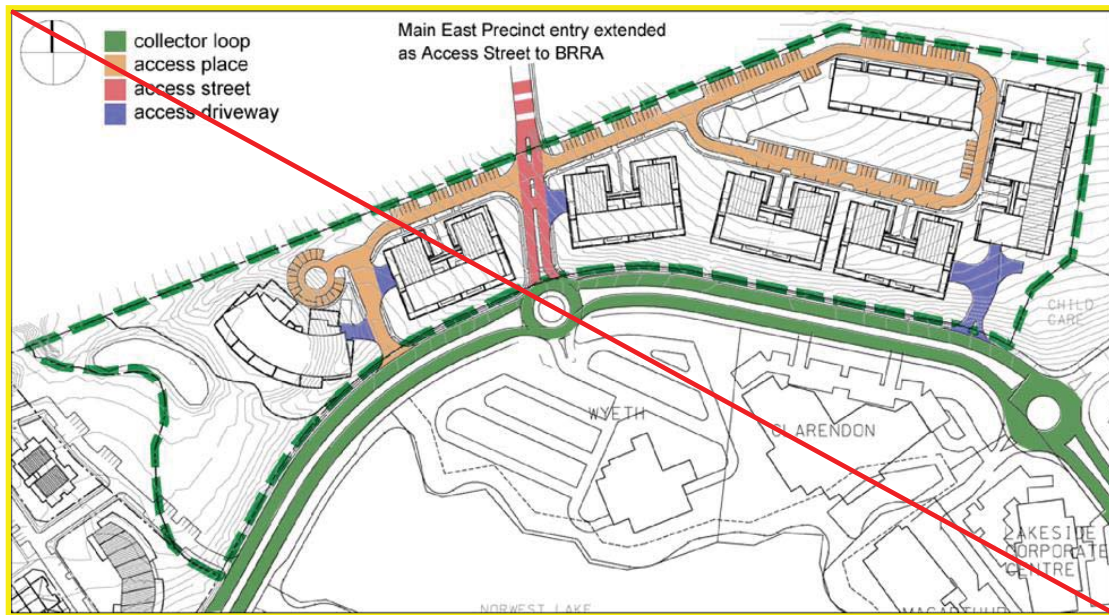 Main East Precinct entry extended
as Access Street to BRRA
collector loop
access place
access street
access driveway
CHILD
CARE
WYETH
CLARENDON
LAKESIDE
CORPORATE
CENTRE
NORWEST LAKE
MACARTHUR